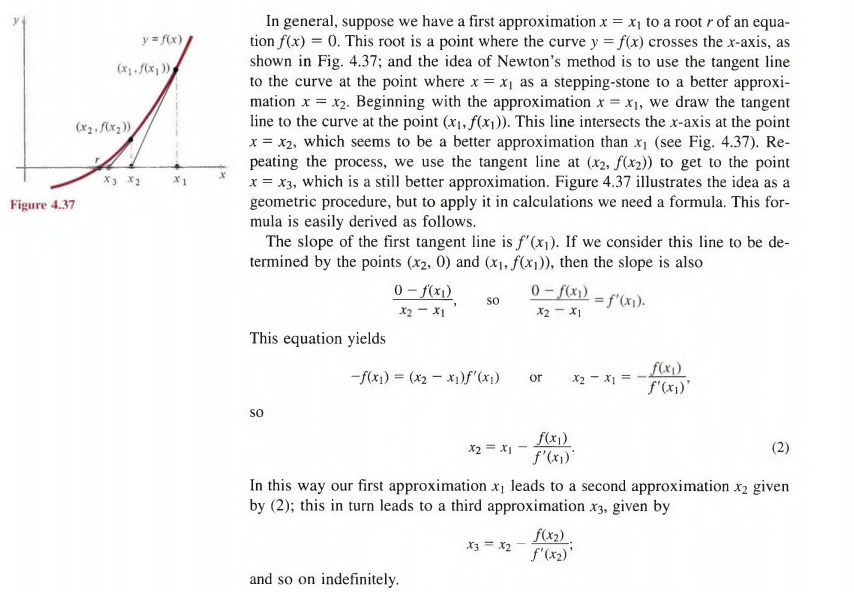 y
y = f(x)
(x₁, f(x₁))
(x₂, f(x₂))
r
x₃ x₂ x₁ x
Figure 4.37
In general, suppose we have a first approximation x = x₁ to a root r of an equa-
tion f(x) = 0. This root is a point where the curve y = f(x) crosses the x-axis, as
shown in Fig. 4.37; and the idea of Newton's method is to use the tangent line
to the curve at the point where x = x₁ as a stepping-stone to a better approxi-
mation x = x₂. Beginning with the approximation x = x₁, we draw the tangent
line to the curve at the point (x₁, f(x₁)). This line intersects the x-axis at the point
x = x₂, which seems to be a better approximation than x₁ (see Fig. 4.37). Re-
peating the process, we use the tangent line at (x₂, f(x₂)) to get to the point
x = x₃, which is a still better approximation. Figure 4.37 illustrates the idea as a
geometric procedure, but to apply it in calculations we need a formula. This for-
mula is easily derived as follows.
The slope of the first tangent line is f′(x₁). If we consider this line to be de-
termined by the points (x₂, 0) and (x₁, f(x₁)), then the slope is also
(0 − f(x₁))/(x₂ − x₁), so (0 − f(x₁))/(x₂ − x₁) = f′(x₁).
This equation yields
−f(x₁) = (x₂ − x₁)f′(x₁) or x₂ − x₁ = −f(x₁)/f′(x₁),
so
x₂ = x₁ − f(x₁)/f′(x₁). (2)
In this way our first approximation x₁ leads to a second approximation x₂ given
by (2); this in turn leads to a third approximation x₃, given by
x₃ = x₂ − f(x₂)/f′(x₂);
and so on indefinitely.